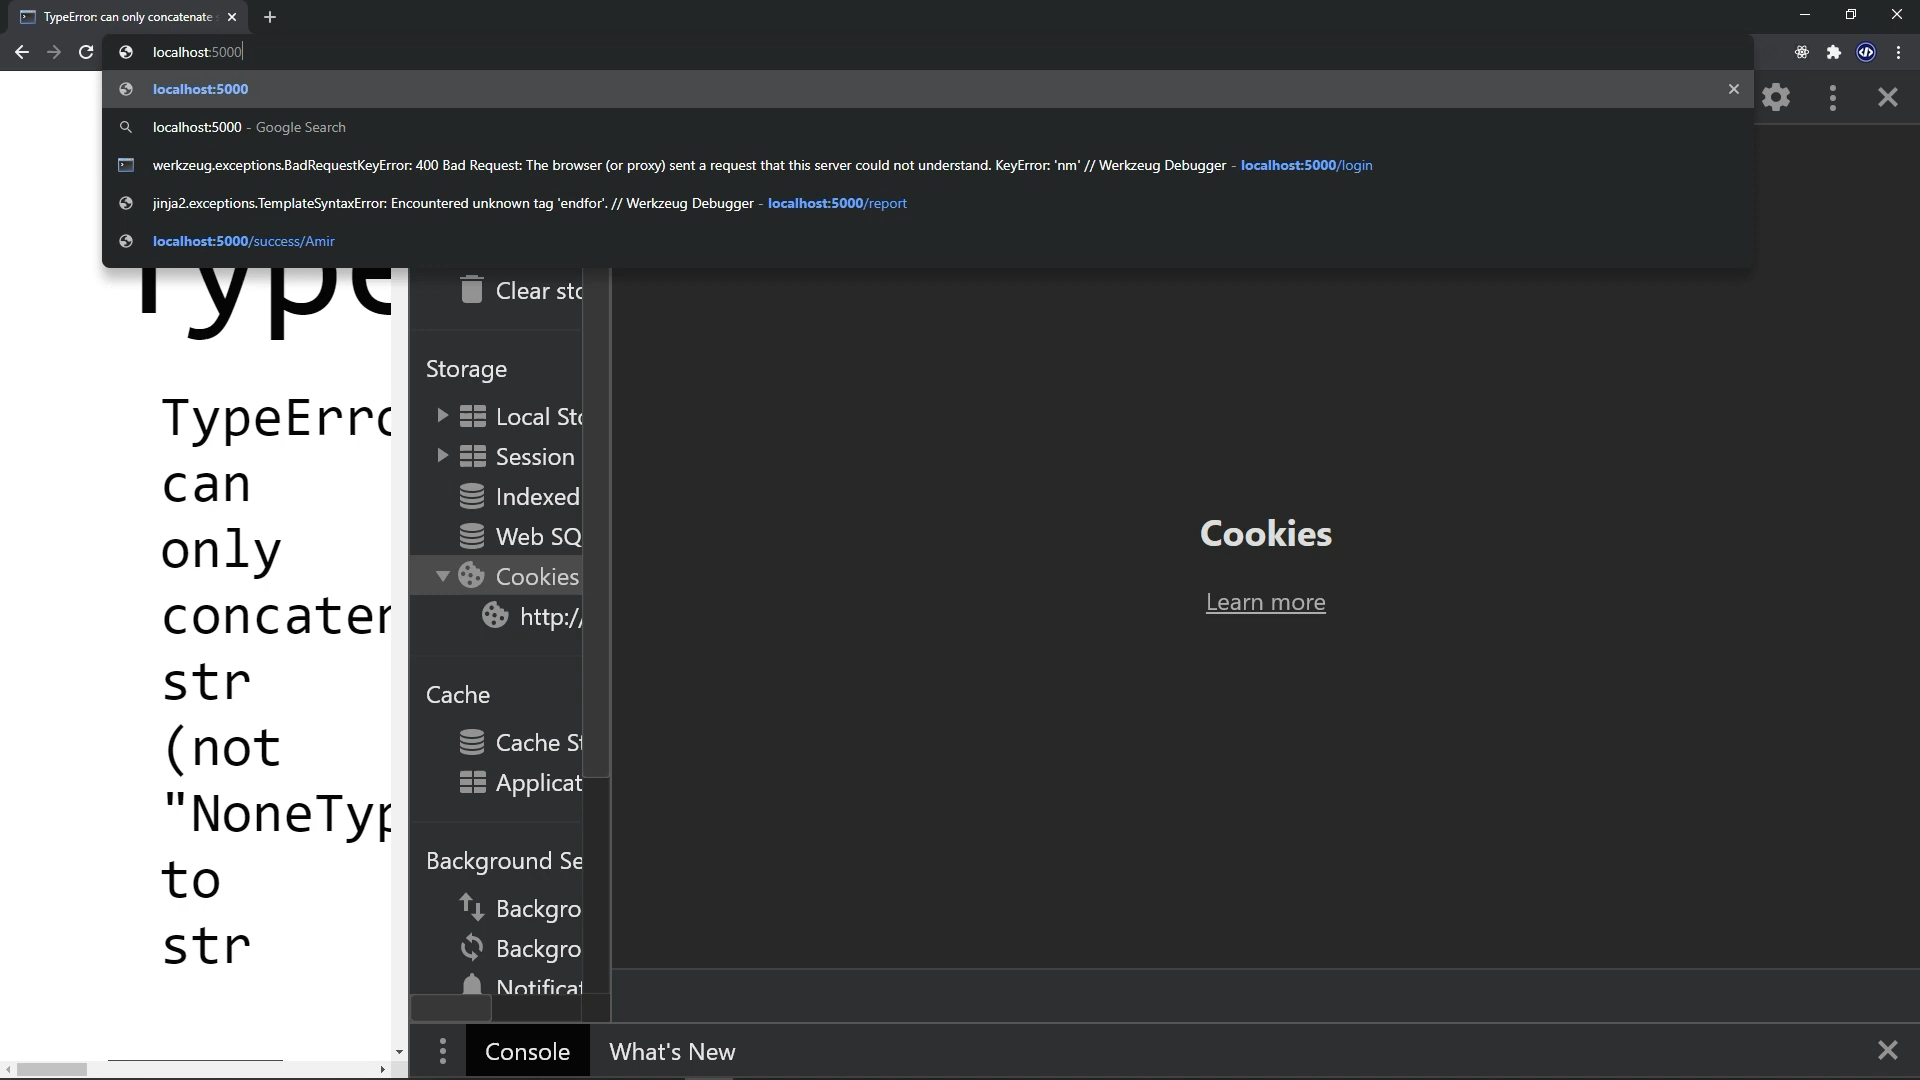 TypeError: can only concatenate
localhost:5000
localhost:5000
localhost:5000 - Google Search
werkzeug.exceptions.BadRequestKeyError: 400 Bad Request: The browser (or proxy) sent a request that this server could not understand. KeyError: 'nm' // Werkzeug Debugger - localhost:5000/login
jinja2.exceptions.TemplateSyntaxError: Encountered unknown tag 'endfor'. // Werkzeug Debugger - localhost:5000/report
localhost:5000/success/Amir
Type
TypeErro
can
only
concaten
str
(not
"NoneTyp
to
str
Clear sto
Storage
Local Sto
Session
Indexed
Web SQ
Cookies
http://
Cache
Cache St
Applicat
Background Se
Backgro
Backgro
Notificat
Cookies
Learn more
Console
What's New